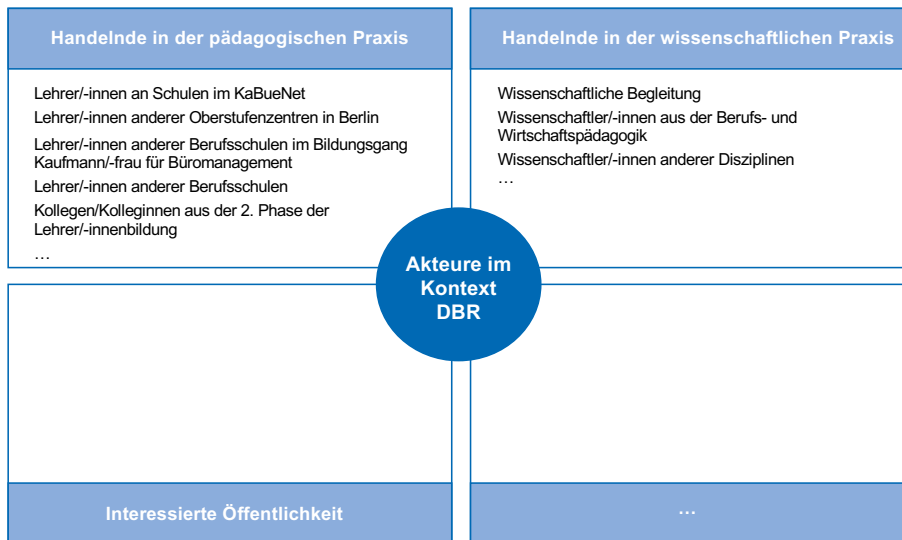 Handelnde in der pädagogischen Praxis
Lehrer/-innen an Schulen im KaBueNet
Lehrer/-innen anderer Oberstufenzentren in Berlin
Lehrer/-innen anderer Berufsschulen im Bildungsgang
Kaufmann/-frau für Büromanagement
Lehrer/-innen anderer Berufsschulen
Kollegen/Kolleginnen aus der 2. Phase der
Lehrer/-innenbildung
…
Handelnde in der wissenschaftlichen Praxis
Wissenschaftliche Begleitung
Wissenschaftler/-innen aus der Berufs- und
Wirtschaftspädagogik
Wissenschaftler/-innen anderer Disziplinen
…
Akteure im
Kontext
DBR
Interessierte Öffentlichkeit
…